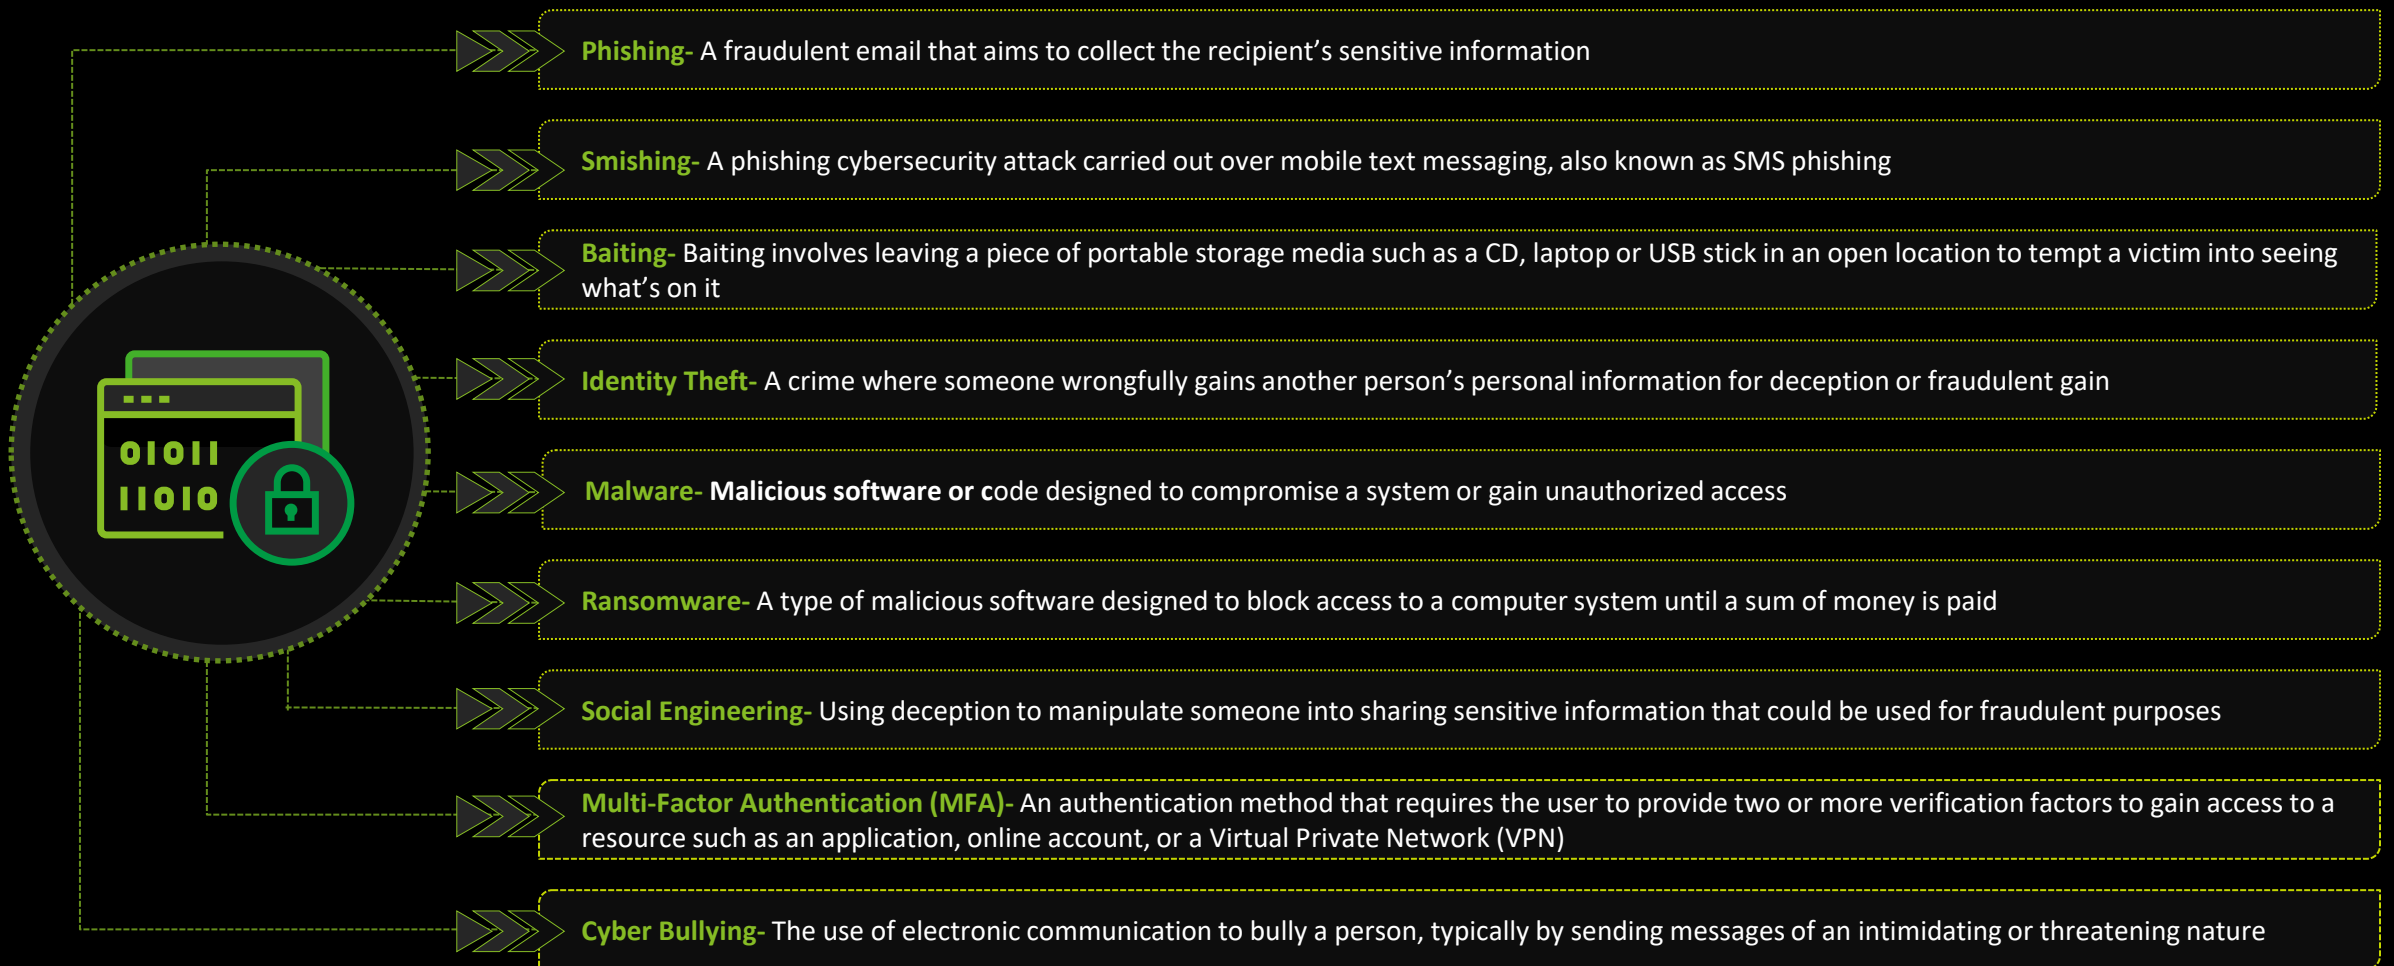 Phishing- A fraudulent email that aims to collect the recipient’s sensitive information
Smishing- A phishing cybersecurity attack carried out over mobile text messaging, also known as SMS phishing
Baiting- Baiting involves leaving a piece of portable storage media such as a CD, laptop or USB stick in an open location to tempt a victim into seeing
what’s on it
Identity Theft- A crime where someone wrongfully gains another person’s personal information for deception or fraudulent gain
01011
11010
Malware- Malicious software or code designed to compromise a system or gain unauthorized access
Ransomware- A type of malicious software designed to block access to a computer system until a sum of money is paid
Social Engineering- Using deception to manipulate someone into sharing sensitive information that could be used for fraudulent purposes
Multi-Factor Authentication (MFA)- An authentication method that requires the user to provide two or more verification factors to gain access to a
resource such as an application, online account, or a Virtual Private Network (VPN)
Cyber Bullying- The use of electronic communication to bully a person, typically by sending messages of an intimidating or threatening nature